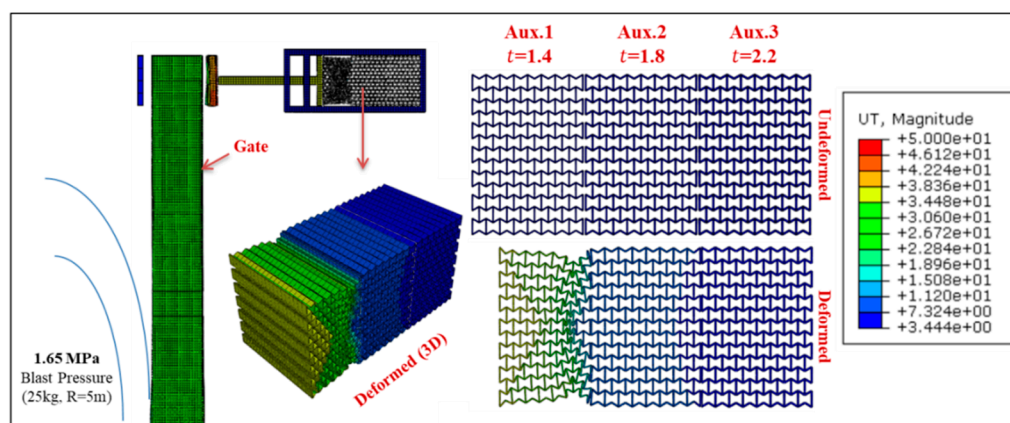 Aux.1 Aux.2 Aux.3
t=1.4 t=1.8 t=2.2
Gate
Undeformed
UT, Magnitude
+5.000e+01
+4.612e+01
+4.224e+01
+3.836e+01
+3.448e+01
+3.060e+01
+2.672e+01
+2.284e+01
+1.896e+01
+1.508e+01
+1.120e+01
+7.324e+00
+3.444e+00
Deformed (3D)
Deformed
1.65 MPa
Blast Pressure
(25kg, R=5m)